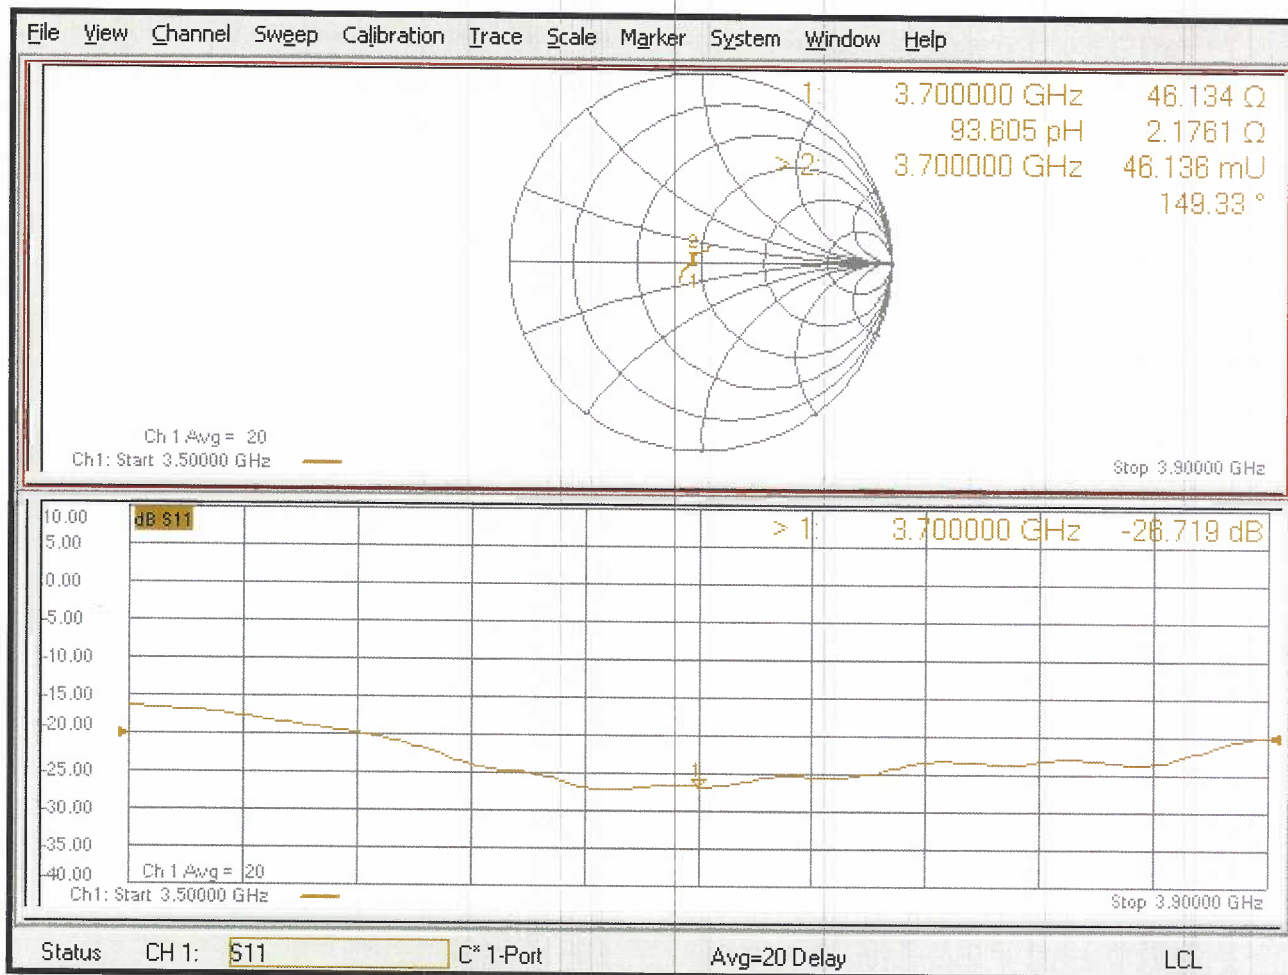 File View Channel Sweep Calibration Trace Scale Marker System Window Help
1: 3.700000 GHz 46.134 Ω
93.605 pH 2.1761 Ω
> 2: 3.700000 GHz 46.136 mU
149.33 °
2
1
Ch 1 Avg = 20
Ch1: Start 3.50000 GHz
Stop 3.90000 GHz
10.00
dB S11
> 1: 3.700000 GHz -26.719 dB
5.00
0.00
-5.00
-10.00
-15.00
-20.00
1
-25.00
-30.00
-35.00
-40.00
Ch 1 Avg = 20
Ch1: Start 3.50000 GHz
Stop 3.90000 GHz
Status CH 1: S11 C* 1-Port Avg=20 Delay LCL